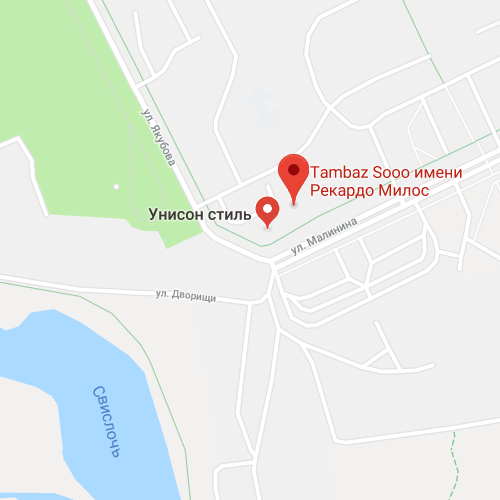 ул. Якубова
Tambaz Sooo имени
Рекардо Милос
Унисон стиль
ул. Малинина
ул. Дворищи
Свислочь